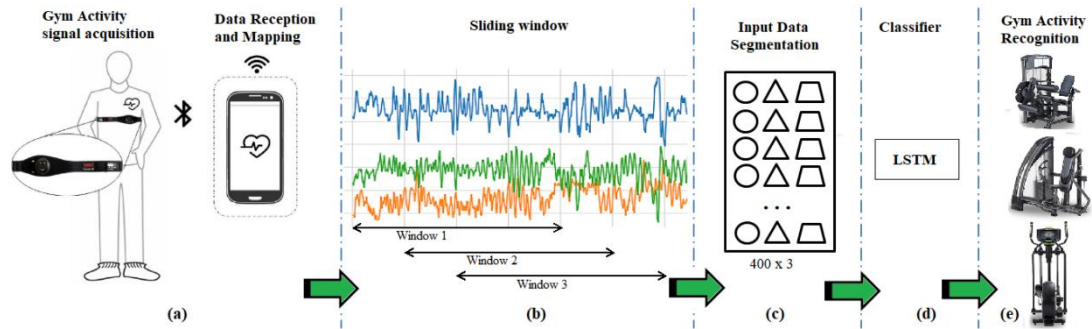 Gym Activity
signal acquisition
Data Reception
and Mapping
Sliding window
Input Data
Segmentation
Classifier
Gym Activity
Recognition
Window 1
Window 2
Window 3
...
400 x 3
LSTM
(a)
(b)
(c)
(d)
(e)